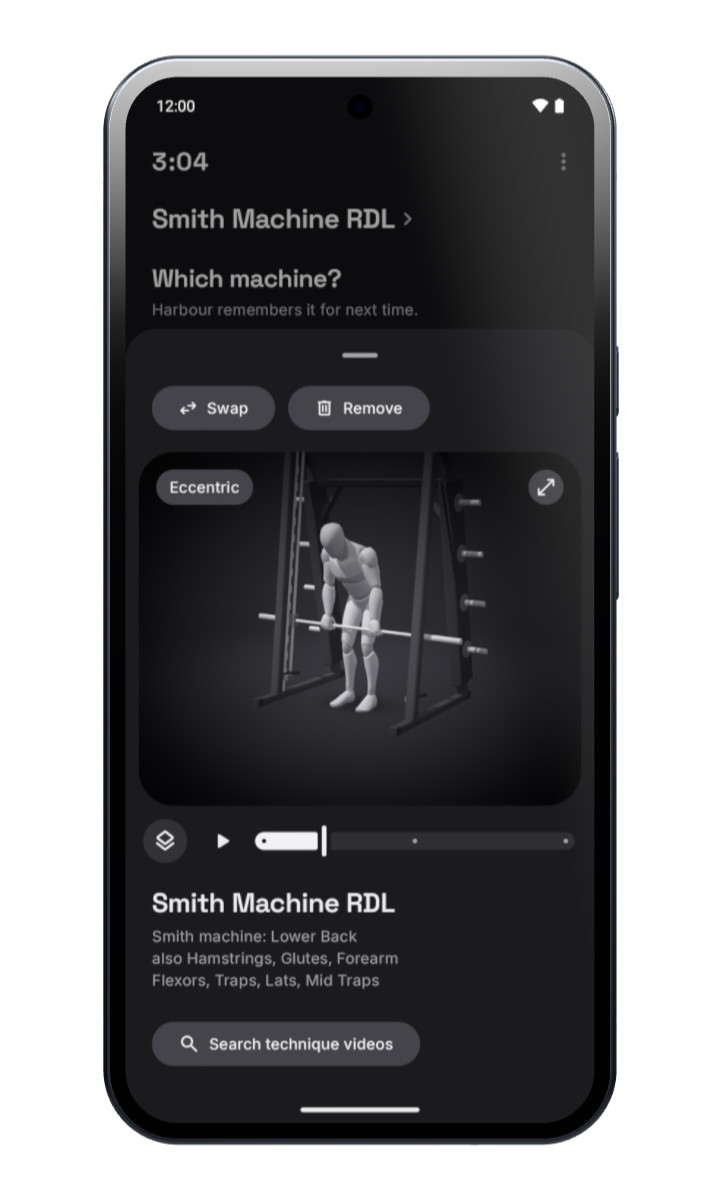 12:00
3:04
Smith Machine RDL
Which machine?
Harbour remembers it for next time.
Swap
Remove
Eccentric
Smith Machine RDL
Smith machine: Lower Back
also Hamstrings, Glutes, Forearm
Flexors, Traps, Lats, Mid Traps
Search technique videos